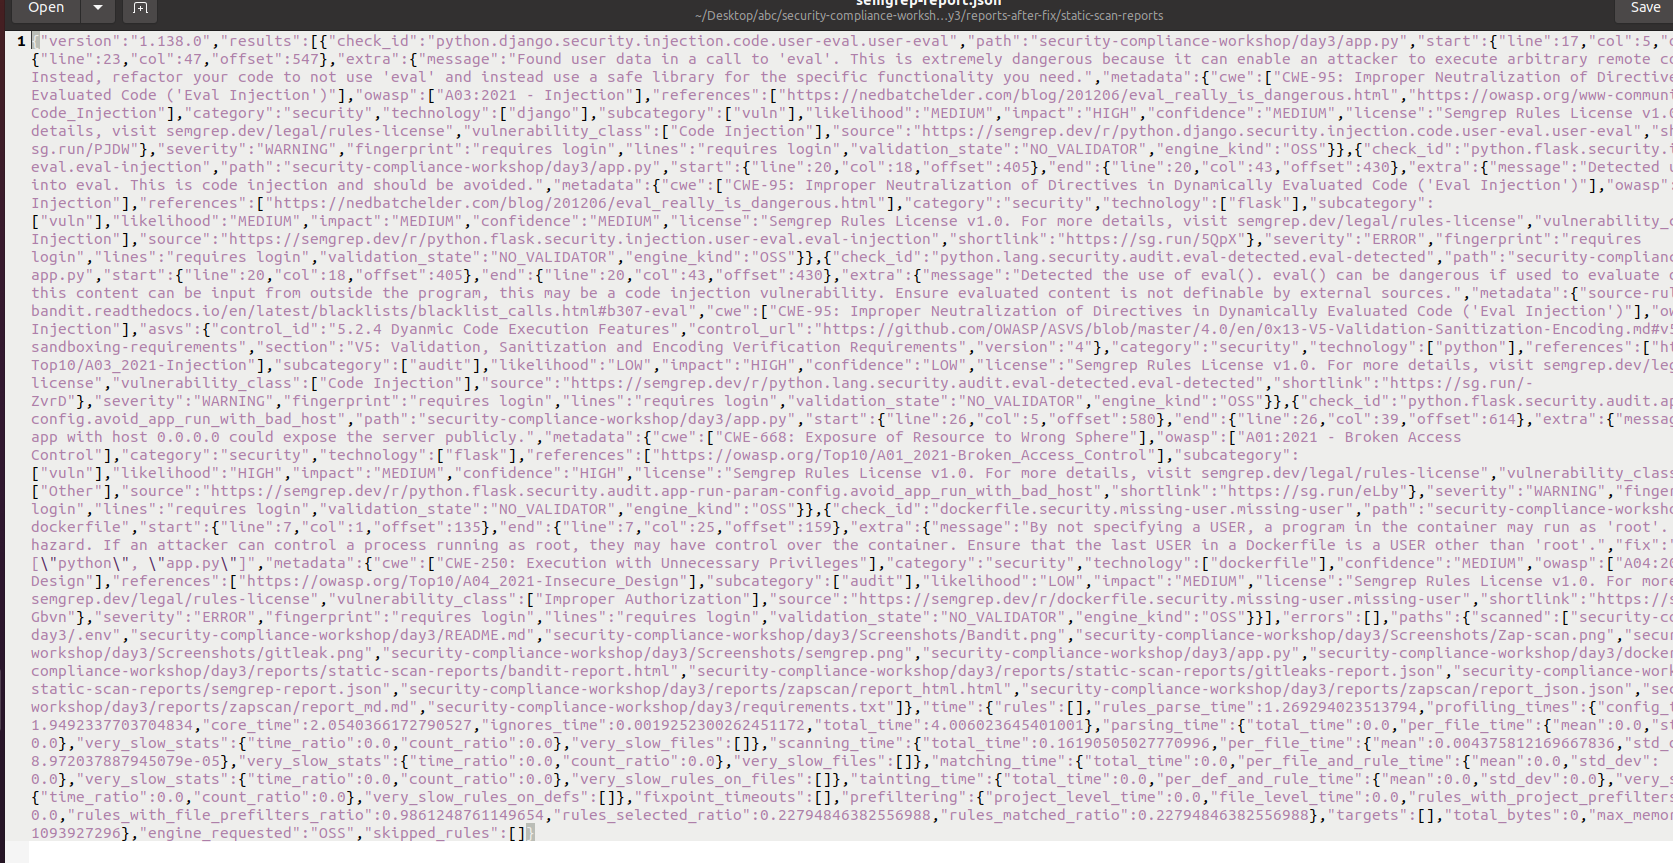 Open
semgrep-report.json
~/Desktop/abc/security-compliance-worksh…y3/reports-after-fix/static-scan-reports
Save
1 {"version":"1.138.0","results":[{"check_id":"python.django.security.injection.code.user-eval.user-eval","path":"security-compliance-workshop/day3/app.py","start":{"line":17,"col":5,"
{"line":23,"col":47,"offset":547},"extra":{"message":"Found user data in a call to 'eval'. This is extremely dangerous because it can enable an attacker to execute arbitrary remote
Instead, refactor your code to not use 'eval' and instead use a safe library for the specific functionality you need.","metadata":{"cwe":["CWE-95: Improper Neutralization of Directive
Evaluated Code ('Eval Injection')"],"owasp":["A03:2021 - Injection"],"references":["https://nedbatchelder.com/blog/201206/eval_really_is_dangerous.html","https://owasp.org/www-communi
Code_Injection"],"category":"security","technology":["django"],"subcategory":["vuln"],"likelihood":"MEDIUM","impact":"HIGH","confidence":"MEDIUM","license":"Semgrep Rules License v1.0
details, visit semgrep.dev/legal/rules-license","vulnerability_class":["Code Injection"],"source":"https://semgrep.dev/r/python.django.security.injection.code.user-eval.user-eval","sh
sg.run/PJDW"},"severity":"WARNING","fingerprint":"requires login","lines":"requires login","validation_state":"NO_VALIDATOR","engine_kind":"OSS"}},{"check_id":"python.flask.security.i
eval.eval-injection","path":"security-compliance-workshop/day3/app.py","start":{"line":20,"col":18,"offset":405},"end":{"line":20,"col":43,"offset":430},"extra":{"message":"Detected u
into eval. This is code injection and should be avoided.","metadata":{"cwe":["CWE-95: Improper Neutralization of Directives in Dynamically Evaluated Code ('Eval Injection')"],"owasp":
Injection"],"references":["https://nedbatchelder.com/blog/201206/eval_really_is_dangerous.html"],"category":"security","technology":["flask"],"subcategory":
["vuln"],"likelihood":"MEDIUM","impact":"MEDIUM","confidence":"MEDIUM","license":"Semgrep Rules License v1.0. For more details, visit semgrep.dev/legal/rules-license","vulnerability_c
Injection"],"source":"https://semgrep.dev/r/python.flask.security.injection.user-eval.eval-injection","shortlink":"https://sg.run/5QpX"},"severity":"ERROR","fingerprint":"requires
login","lines":"requires login","validation_state":"NO_VALIDATOR","engine_kind":"OSS"}},{"check_id":"python.lang.security.audit.eval-detected.eval-detected","path":"security-complianc
app.py","start":{"line":20,"col":18,"offset":405},"end":{"line":20,"col":43,"offset":430},"extra":{"message":"Detected the use of eval(). eval() can be dangerous if used to evaluate
this content can be input from outside the program, this may be a code injection vulnerability. Ensure evaluated content is not definable by external sources.","metadata":{"source-rul
bandit.readthedocs.io/en/latest/blacklists/blacklist_calls.html#b307-eval","cwe":["CWE-95: Improper Neutralization of Directives in Dynamically Evaluated Code ('Eval Injection')"],"ow
Injection"],"asvs":{"control_id":"5.2.4 Dyanmic Code Execution Features","control_url":"https://github.com/OWASP/ASVS/blob/master/4.0/en/0x13-V5-Validation-Sanitization-Encoding.md#v5
sandboxing-requirements","section":"V5: Validation, Sanitization and Encoding Verification Requirements","version":"4"},"category":"security","technology":["python"],"references":["ht
Top10/A03_2021-Injection"],"subcategory":["audit"],"likelihood":"LOW","impact":"HIGH","confidence":"LOW","license":"Semgrep Rules License v1.0. For more details, visit semgrep.dev/leg
license","vulnerability_class":["Code Injection"],"source":"https://semgrep.dev/r/python.lang.security.audit.eval-detected.eval-detected","shortlink":"https://sg.run/-
ZvrD"},"severity":"WARNING","fingerprint":"requires login","lines":"requires login","validation_state":"NO_VALIDATOR","engine_kind":"OSS"}},{"check_id":"python.flask.security.audit.ap
config.avoid_app_run_with_bad_host","path":"security-compliance-workshop/day3/app.py","start":{"line":26,"col":5,"offset":580},"end":{"line":26,"col":39,"offset":614},"extra":{"messag
app with host 0.0.0.0 could expose the server publicly.","metadata":{"cwe":["CWE-668: Exposure of Resource to Wrong Sphere"],"owasp":["A01:2021 - Broken Access
Control"],"category":"security","technology":["flask"],"references":["https://owasp.org/Top10/A01_2021-Broken_Access_Control"],"subcategory":
["vuln"],"likelihood":"HIGH","impact":"MEDIUM","confidence":"HIGH","license":"Semgrep Rules License v1.0. For more details, visit semgrep.dev/legal/rules-license","vulnerability_class
["Other"],"source":"https://semgrep.dev/r/python.flask.security.audit.app-run-param-config.avoid_app_run_with_bad_host","shortlink":"https://sg.run/eLby"},"severity":"WARNING","finger
login","lines":"requires login","validation_state":"NO_VALIDATOR","engine_kind":"OSS"}},{"check_id":"dockerfile.security.missing-user.missing-user","path":"security-compliance-worksho
dockerfile","start":{"line":7,"col":1,"offset":135},"end":{"line":7,"col":25,"offset":159},"extra":{"message":"By not specifying a USER, a program in the container may run as 'root'.
hazard. If an attacker can control a process running as root, they may have control over the container. Ensure that the last USER in a Dockerfile is a USER other than 'root'.","fix":"
[\"python\", \"app.py\"]","metadata":{"cwe":["CWE-250: Execution with Unnecessary Privileges"],"category":"security","technology":["dockerfile"],"confidence":"MEDIUM","owasp":["A04:20
Design"],"references":["https://owasp.org/Top10/A04_2021-Insecure_Design"],"subcategory":["audit"],"likelihood":"LOW","impact":"MEDIUM","license":"Semgrep Rules License v1.0. For more
semgrep.dev/legal/rules-license","vulnerability_class":["Improper Authorization"],"source":"https://semgrep.dev/r/dockerfile.security.missing-user.missing-user","shortlink":"https://s
Gbvn"},"severity":"ERROR","fingerprint":"requires login","lines":"requires login","validation_state":"NO_VALIDATOR","engine_kind":"OSS"}}],"errors":[],"paths":{"scanned":["security-co
day3/.env","security-compliance-workshop/day3/README.md","security-compliance-workshop/day3/Screenshots/Bandit.png","security-compliance-workshop/day3/Screenshots/Zap-scan.png","secur
workshop/day3/Screenshots/gitleak.png","security-compliance-workshop/day3/Screenshots/semgrep.png","security-compliance-workshop/day3/app.py","security-compliance-workshop/day3/docker
compliance-workshop/day3/reports/static-scan-reports/bandit-report.html","security-compliance-workshop/day3/reports/static-scan-reports/gitleaks-report.json","security-compliance-work
static-scan-reports/semgrep-report.json","security-compliance-workshop/day3/reports/zapscan/report_html.html","security-compliance-workshop/day3/reports/zapscan/report_json.json","sec
workshop/day3/reports/zapscan/report_md.md","security-compliance-workshop/day3/requirements.txt"]},"time":{"rules":[],"rules_parse_time":1.269294023513794,"profiling_times":{"config_t
1.9492337703704834,"core_time":2.0540366172790527,"ignores_time":0.0019252300262451172,"total_time":4.006023645401001},"parsing_time":{"total_time":0.0,"per_file_time":{"mean":0.0,"st
0.0},"very_slow_stats":{"time_ratio":0.0,"count_ratio":0.0},"very_slow_files":[]},"scanning_time":{"total_time":0.16190505027770996,"per_file_time":{"mean":0.004375812169667836,"std_d
8.972037887945079e-05},"very_slow_stats":{"time_ratio":0.0,"count_ratio":0.0},"very_slow_files":[]},"matching_time":{"total_time":0.0,"per_file_and_rule_time":{"mean":0.0,"std_dev":
0.0},"very_slow_stats":{"time_ratio":0.0,"count_ratio":0.0},"very_slow_rules_on_files":[]},"tainting_time":{"total_time":0.0,"per_def_and_rule_time":{"mean":0.0,"std_dev":0.0},"very_s
{"time_ratio":0.0,"count_ratio":0.0},"very_slow_rules_on_defs":[]},"fixpoint_timeouts":[],"prefiltering":{"project_level_time":0.0,"file_level_time":0.0,"rules_with_project_prefilters
0.0,"rules_with_file_prefilters_ratio":0.9861248761149654,"rules_selected_ratio":0.22794846382556988,"rules_matched_ratio":0.22794846382556988},"targets":[],"total_bytes":0,"max_memor
1093927296},"engine_requested":"OSS","skipped_rules":[]}